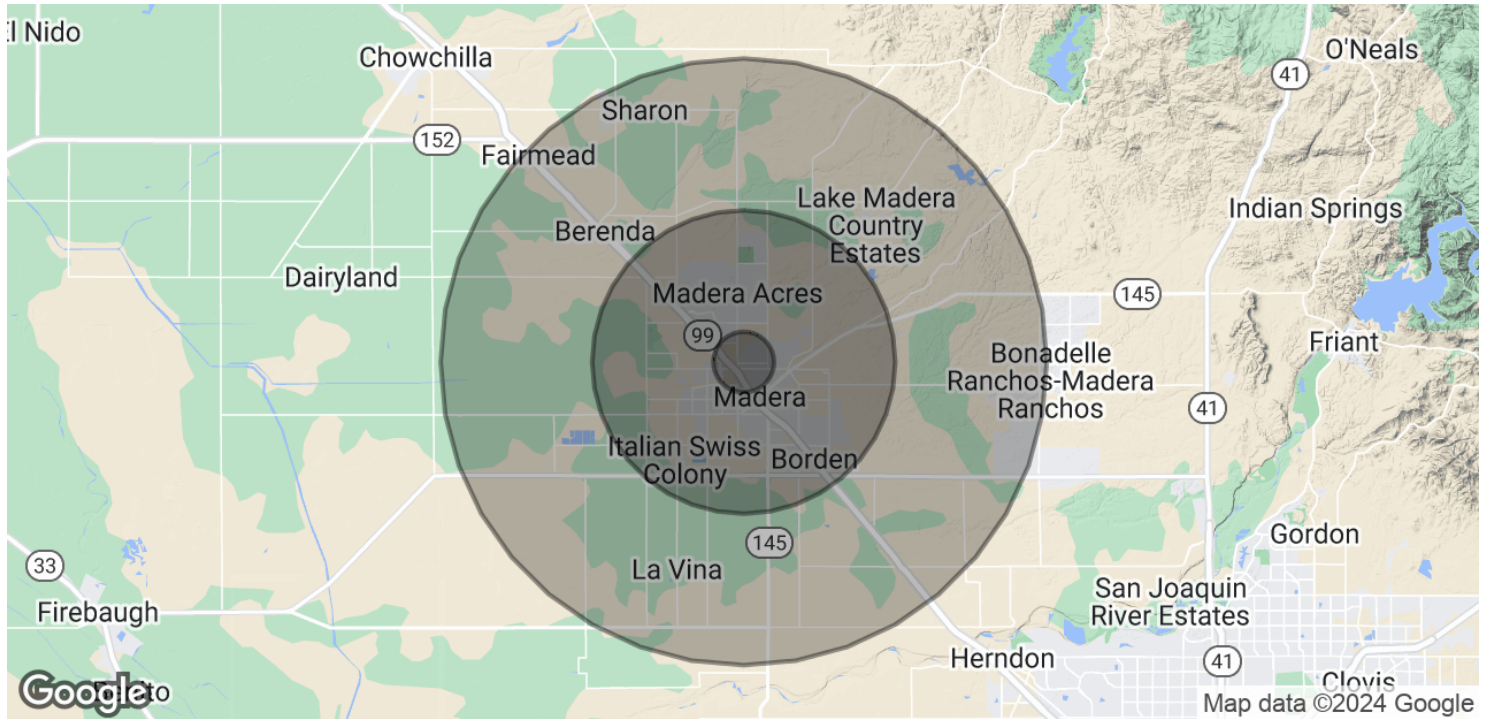 El Nido
Chowchilla
O'Neals
41
Sharon
152
Fairmead
Lake Madera
Country
Estates
Indian Springs
Berenda
Dairyland
Madera Acres
145
99
Friant
Bonadelle
Ranchos-Madera
Ranchos
Madera
41
Italian Swiss
Colony
Borden
Gordon
145
33
La Vina
San Joaquin
River Estates
Firebaugh
Herndon
41
Clovis
Google
Map data ©2024 Google